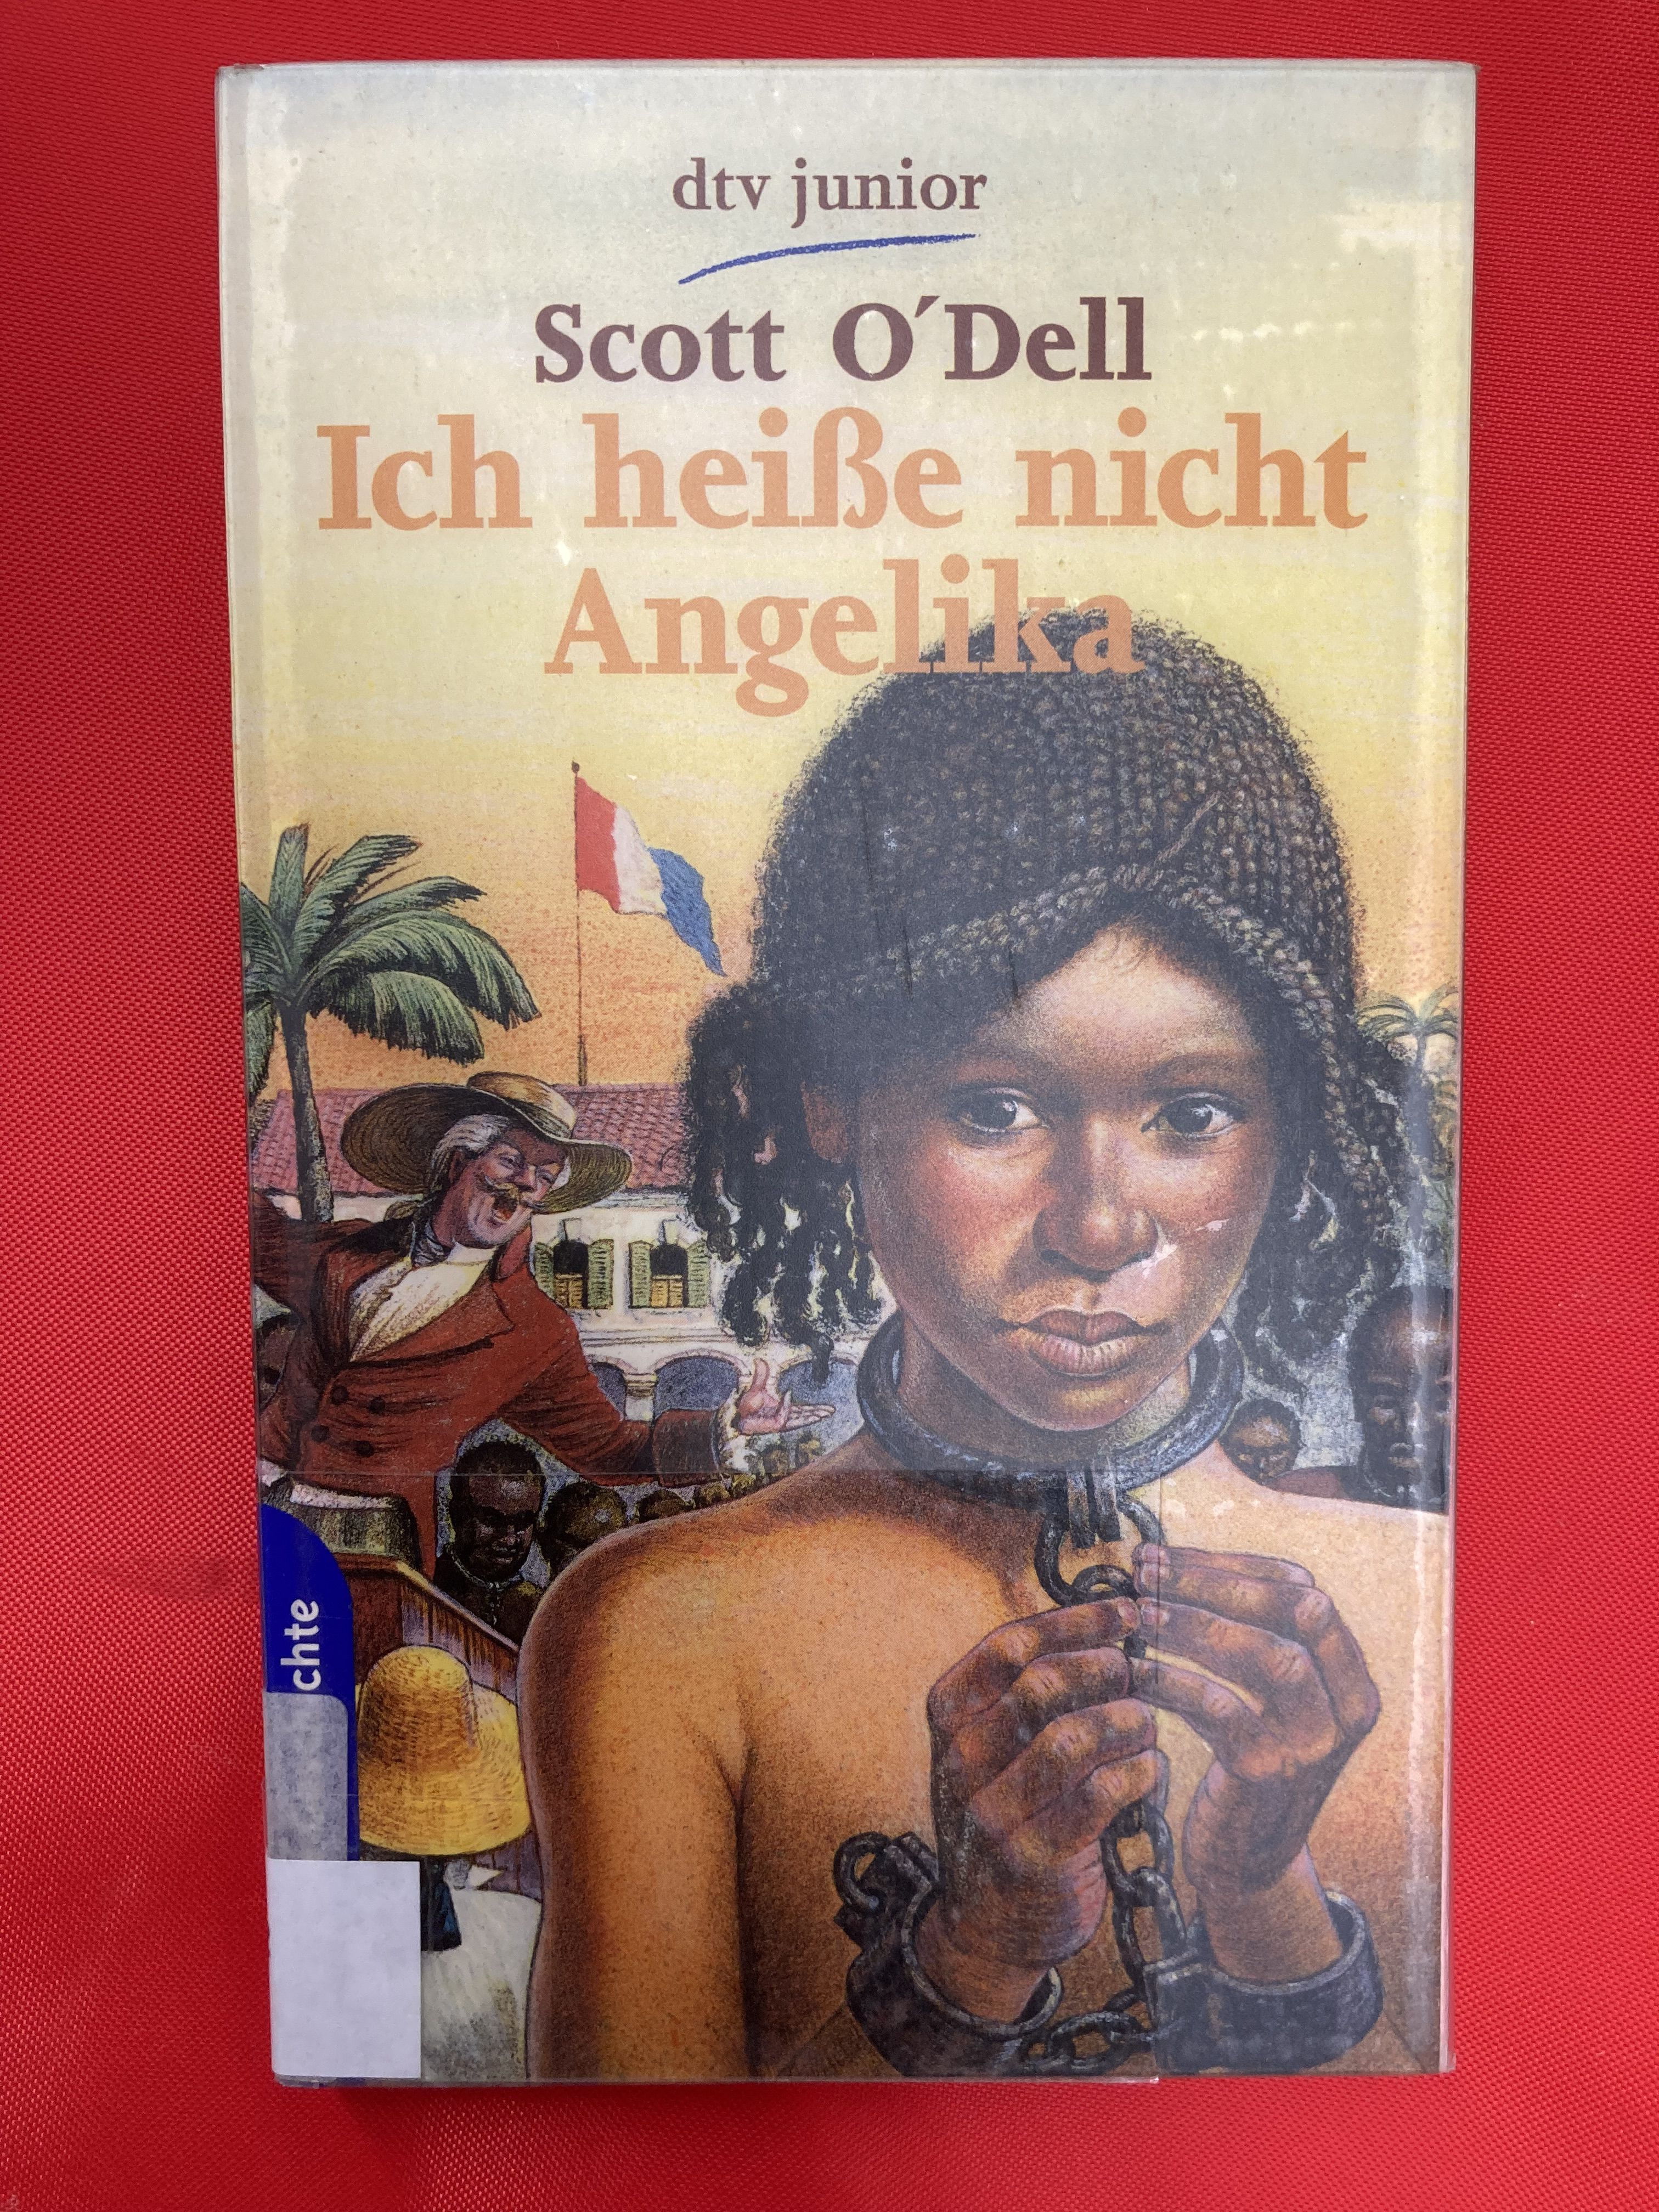 dtv junior
Scott O´Dell
Ich heiße nicht
Angelika
chte